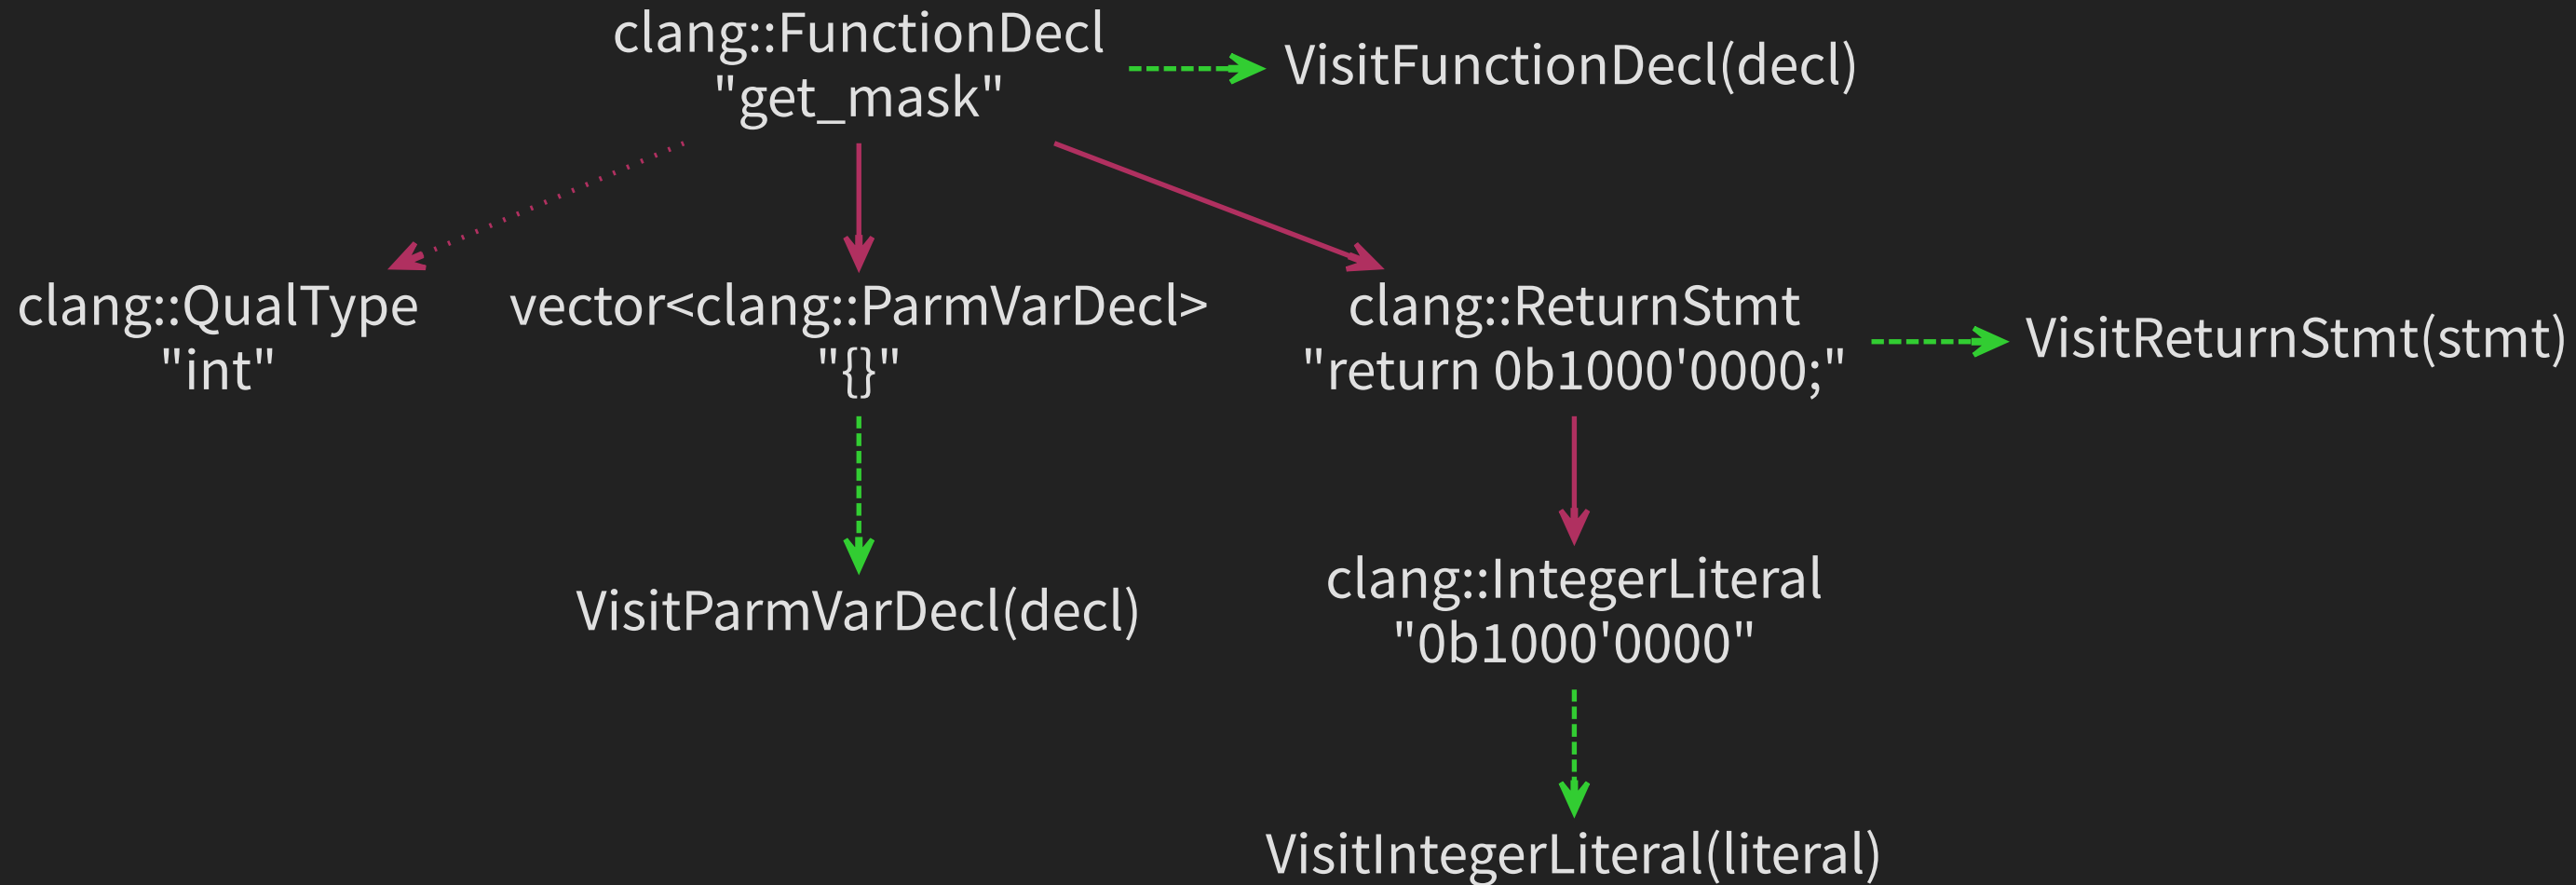 clang::FunctionDecl
"get_mask"
VisitFunctionDecl(decl)
clang::QualType
"int"
vector<clang::ParmVarDecl>
"{}"
clang::ReturnStmt
"return 0b1000'0000;"
VisitReturnStmt(stmt)
VisitParmVarDecl(decl)
clang::IntegerLiteral
"0b1000'0000"
VisitIntegerLiteral(literal)